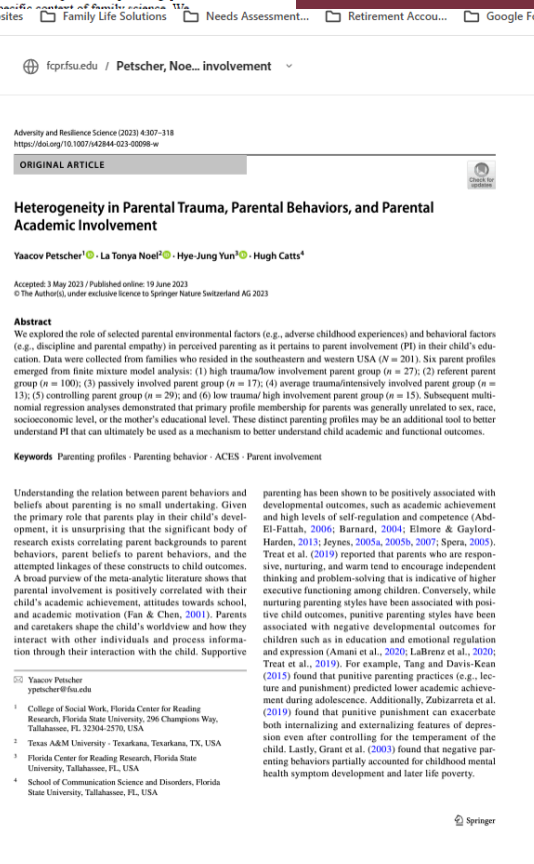 specific context of family science. We
sites Family Life Solutions Needs Assessment... Retirement Accou... Google Fo
fcpr.fsu.edu / Petscher, Noe... involvement
Adversity and Resilience Science (2023) 4:307–318
https://doi.org/10.1007/s42844-023-00098-w
ORIGINAL ARTICLE
Check for
updates
Heterogeneity in Parental Trauma, Parental Behaviors, and Parental
Academic Involvement
Yaacov Petscher1 · La Tonya Noel2 · Hye-Jung Yun3 · Hugh Catts4
Accepted: 3 May 2023 / Published online: 19 June 2023
© The Author(s), under exclusive licence to Springer Nature Switzerland AG 2023
Abstract
We explored the role of selected parental environmental factors (e.g., adverse childhood experiences) and behavioral factors
(e.g., discipline and parental empathy) in perceived parenting as it pertains to parent involvement (PI) in their child's edu-
cation. Data were collected from families who resided in the southeastern and western USA (N = 201). Six parent profiles
emerged from finite mixture model analysis: (1) high trauma/low involvement parent group (n = 27); (2) referent parent
group (n = 100); (3) passively involved parent group (n = 17); (4) average trauma/intensively involved parent group (n =
13); (5) controlling parent group (n = 29); and (6) low trauma/ high involvement parent group (n = 15). Subsequent multi-
nomial regression analyses demonstrated that primary profile membership for parents was generally unrelated to sex, race,
socioeconomic level, or the mother's educational level. These distinct parenting profiles may be an additional tool to better
understand PI that can ultimately be used as a mechanism to better understand child academic and functional outcomes.
Keywords Parenting profiles · Parenting behavior · ACES · Parent involvement
Understanding the relation between parent behaviors and
beliefs about parenting is no small undertaking. Given
the primary role that parents play in their child's devel-
opment, it is unsurprising that the significant body of
research exists correlating parent backgrounds to parent
behaviors, parent beliefs to parent behaviors, and the
attempted linkages of these constructs to child outcomes.
A broad purview of the meta-analytic literature shows that
parental involvement is positively correlated with their
child's academic achievement, attitudes towards school,
and academic motivation (Fan & Chen, 2001). Parents
and caretakers shape the child's worldview and how they
interact with other individuals and process informa-
tion through their interaction with the child. Supportive
Yaacov Petscher
ypetscher@fsu.edu
1 College of Social Work, Florida Center for Reading
Research, Florida State University, 296 Champions Way,
Tallahassee, FL 32304-2570, USA
2 Texas A&M University - Texarkana, Texarkana, TX, USA
3 Florida Center for Reading Research, Florida State
University, Tallahassee, FL, USA
4 School of Communication Science and Disorders, Florida
State University, Tallahassee, FL, USA
parenting has been shown to be positively associated with
developmental outcomes, such as academic achievement
and high levels of self-regulation and competence (Abd-
El-Fattah, 2006; Barnard, 2004; Elmore & Gaylord-
Harden, 2013; Jeynes, 2005a, 2005b, 2007; Spera, 2005).
Treat et al. (2019) reported that parents who are respon-
sive, nurturing, and warm tend to encourage independent
thinking and problem-solving that is indicative of higher
executive functioning among children. Conversely, while
nurturing parenting styles have been associated with posi-
tive child outcomes, punitive parenting styles have been
associated with negative developmental outcomes for
children such as in education and emotional regulation
and expression (Amani et al., 2020; LaBrenz et al., 2020;
Treat et al., 2019). For example, Tang and Davis-Kean
(2015) found that punitive parenting practices (e.g., lec-
ture and punishment) predicted lower academic achieve-
ment during adolescence. Additionally, Zubizarreta et al.
(2019) found that punitive punishment can exacerbate
both internalizing and externalizing features of depres-
sion even after controlling for the temperament of the
child. Lastly, Grant et al. (2003) found that negative par-
enting behaviors partially accounted for childhood mental
health symptom development and later life poverty.
Springer